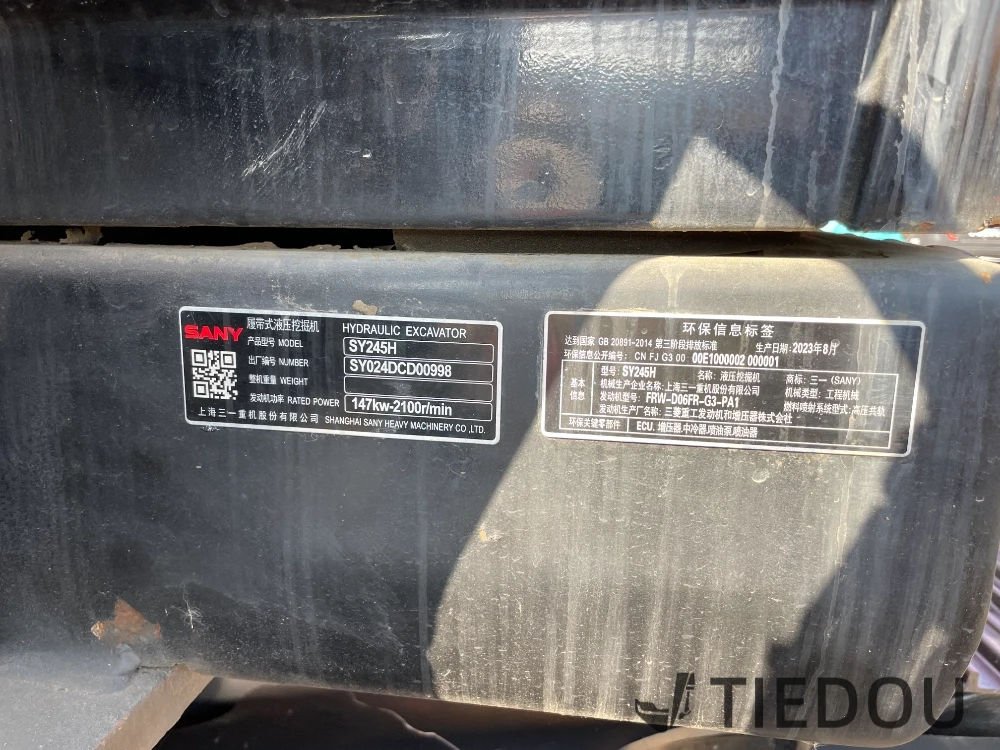 SANY
履带式液压挖掘机 HYDRAULIC EXCAVATOR
产品型号 MODEL SY245H
出厂编号 NUMBER SY024DCD00998
整机重量 WEIGHT
发动机功率 RATED POWER 147kw-2100r/min
上海三一重机股份有限公司 SHANGHAI SANY HEAVY MACHINERY CO.,LTD.
环保信息标签
达到国家 GB 20891-2014 第三阶段排放标准 生产日期:2023年8月
环保信息公开编号: CN FJ G3 00 00E1000002 000001
基本信息
型号: SY245H 名称: 液压挖掘机 商标: 三一 (SANY)
机械生产企业名称:上海三一重机股份有限公司 机械类型: 工程机械
发动机型号: FRW-D06FR-G3-PA1 燃料喷射系统型式:高压共轨
发动机生产厂名称: 三菱重工发动机和增压器株式会社
环保关键零部件 ECU, 增压器,中冷器,喷油泵,喷油器
TIEDOU